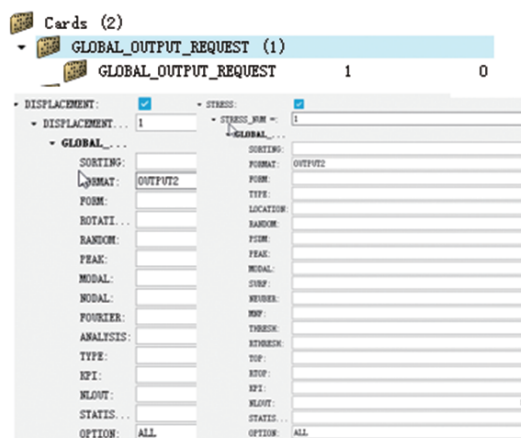 Cards (2)
GLOBAL_OUTPUT_REQUEST (1)
GLOBAL_OUTPUT_REQUEST 1 0
DISPLACEMENT:
DISPLACEMENT... 1
GLOBAL_...
SORTING:
FORMAT: OUTPUT2
FORM:
ROTATI...
RANDOM:
PEAK:
MODAL:
NODAL:
FOURIER:
ANALYSIS:
TYPE:
EPI:
NLOUT:
STATIS...
OPTION: ALL
STRESS:
STRESS_NUM =: 1
GLOBAL_...
SORTING:
FORMAT: OUTPUT2
FORM:
TYPE:
LOCATION:
RANDOM:
PSDM:
PEAK:
MODAL:
SURF:
NEUBER:
MNF:
THRESH:
RTHRESH:
TOP:
RTOP:
EPI:
NLOUT:
STATIS...
OPTION: ALL